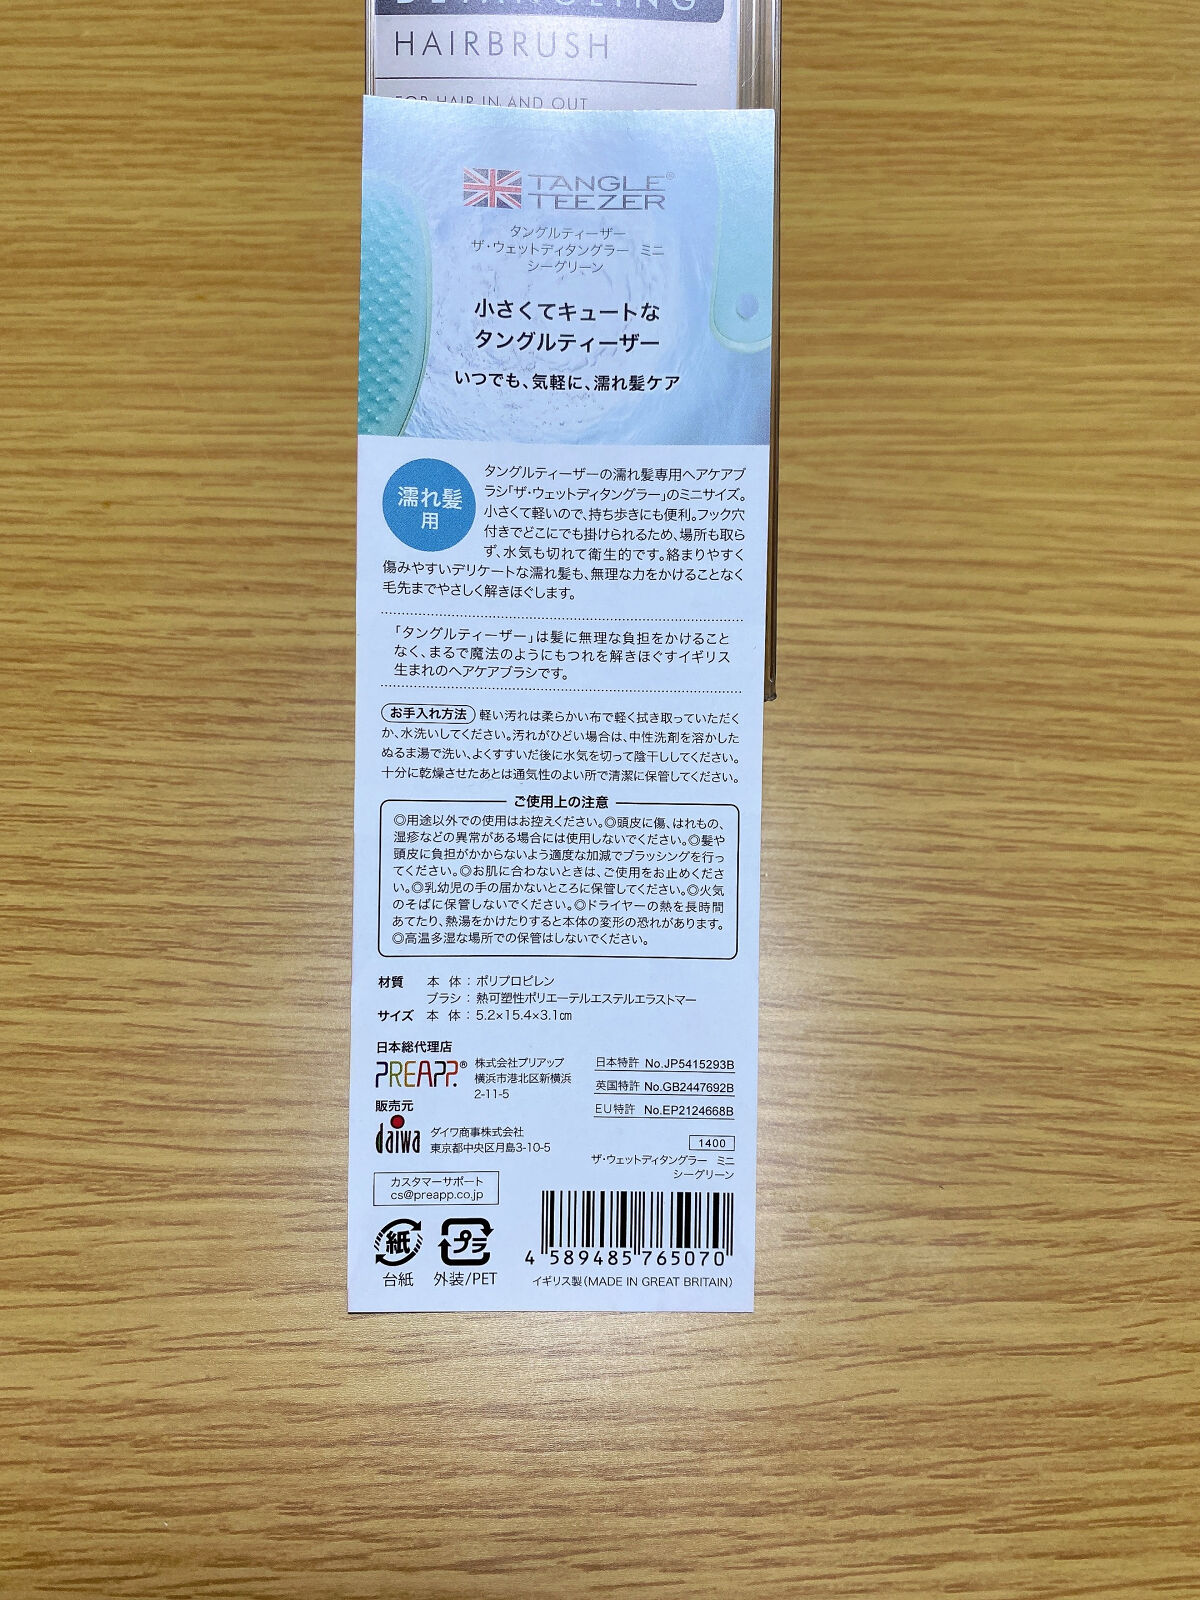 DETANGLING
HAIRBRUSH
FOR HAIR IN AND OUT
TANGLE®
TEEZER
タングルティーザー
ザ・ウェットディタングラー ミニ
シーグリーン
小さくてキュートな
タングルティーザー
いつでも、気軽に、濡れ髪ケア
濡れ髪
用
タングルティーザーの濡れ髪専用ヘアケアブ
ラシ「ザ・ウェットディタングラー」のミニサイズ。
小さくて軽いので、持ち歩きにも便利。フック穴
付きでどこにでも掛けられるため、場所も取ら
ず、水気も切れて衛生的です。絡まりやすく
傷みやすいデリケートな濡れ髪も、無理な力をかけることなく
毛先までやさしく解きほぐします。
「タングルティーザー」は髪に無理な負担をかけること
なく、まるで魔法のようにもつれを解きほぐすイギリス
生まれのヘアケアブラシです。
お手入れ方法 軽い汚れは柔らかい布で軽く拭き取っていただく
か、水洗いしてください。汚れがひどい場合は、中性洗剤を溶かした
ぬるま湯で洗い、よくすすいだ後に水気を切って陰干ししてください。
十分に乾燥させたあとは通気性のよい所で清潔に保管してください。
ご使用上の注意
◎用途以外での使用はお控えください。◎頭皮に傷、はれもの、
湿疹などの異常がある場合には使用しないでください。◎髪や
頭皮に負担がかからないよう適度な加減でブラッシングを行っ
てください。◎お肌に合わないときは、ご使用をお止めくださ
い。◎乳幼児の手の届かないところに保管してください。◎火気
のそばに保管しないでください。◎ドライヤーの熱を長時間
あてたり、熱湯をかけたりすると本体の変形の恐れがあります。
◎高温多湿な場所での保管はしないでください。
材質 本 体：ポリプロピレン
ブラシ：熱可塑性ポリエーテルエステルエラストマー
サイズ 本 体：5.2×15.4×3.1㎝
日本総代理店
PREAPP.® 株式会社プリアップ
横浜市港北区新横浜
2-11-5
販売元
daiwa ダイワ商事株式会社
東京都中央区月島3-10-5
日本特許 No.JP5415293B
英国特許 No.GB2447692B
EU特許 No.EP2124668B
1400
ザ・ウェットディタングラー ミニ
シーグリーン
カスタマーサポート
cs@preapp.co.jp
紙
台紙
プラ
外装/PET
4 589485 765070
イギリス製(MADE IN GREAT BRITAIN)